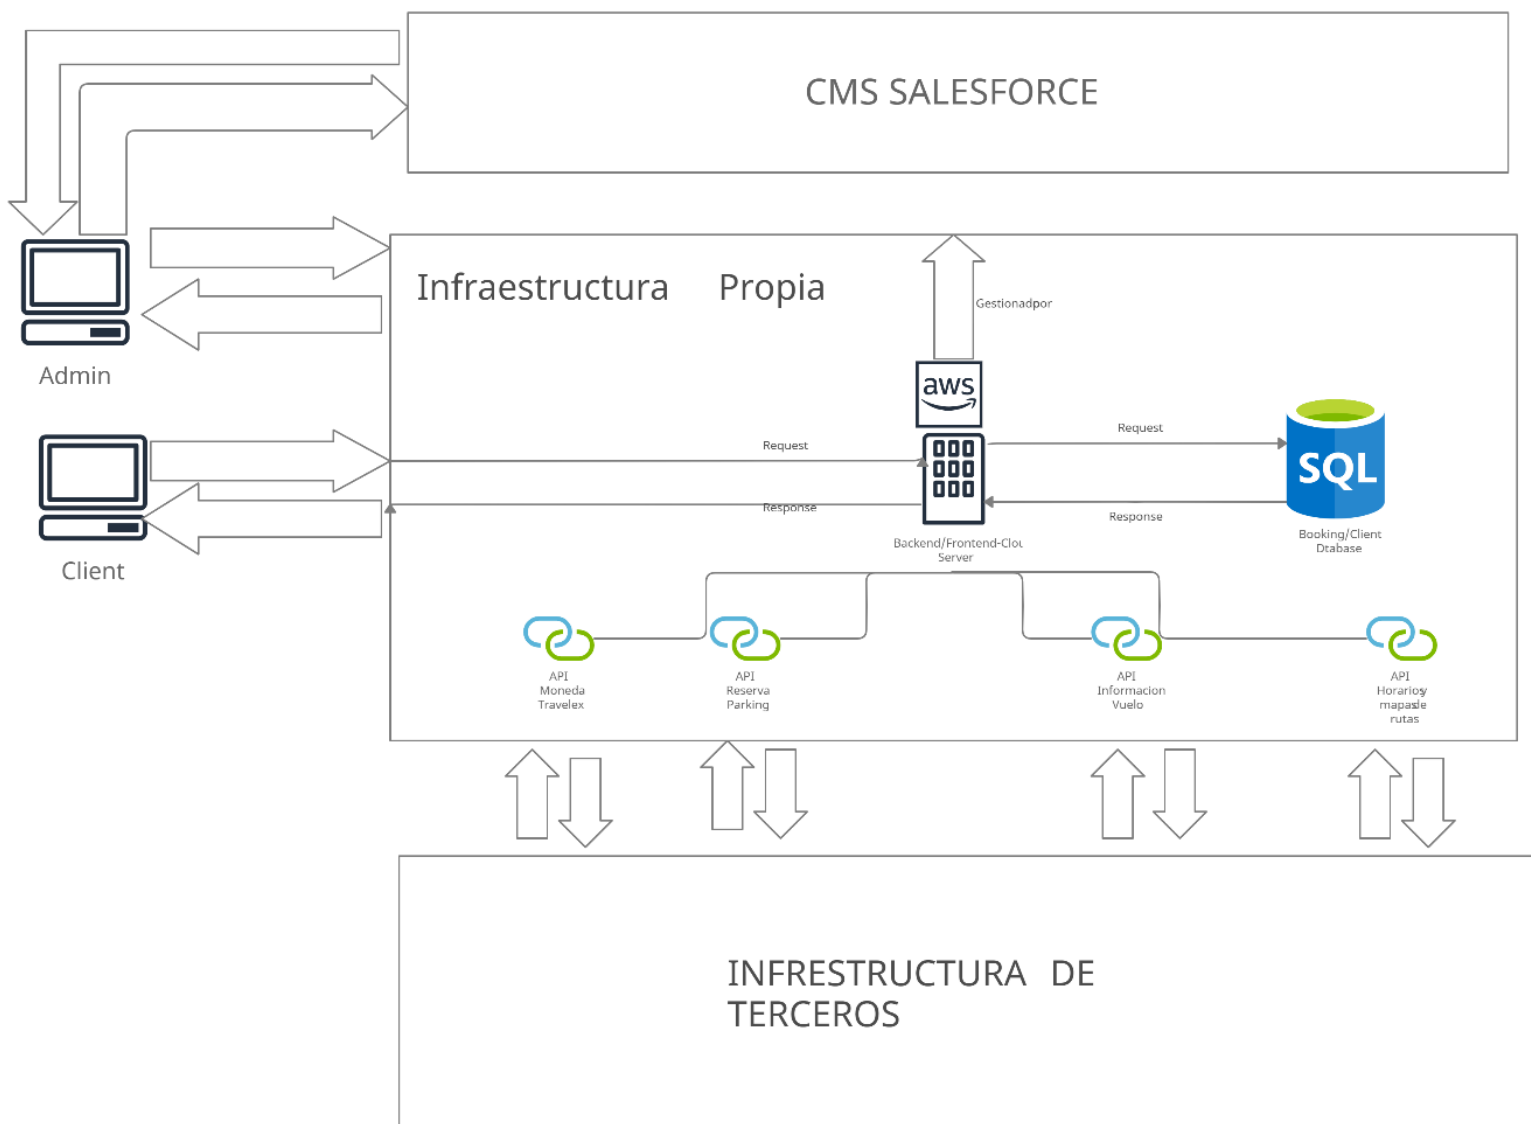 CMS SALESFORCE
Infraestructura Propia
Gestionadpor
aws
Admin
Request
Request
SQL
Response
Response
Backend/Frontend-Clou
Server
Booking/Client
Dtabase
Client
API
Moneda
Travelex
API
Reserva
Parking
API
Informacion
Vuelo
API
Horariosy
mapasde
rutas
INFRESTRUCTURA DE
TERCEROS